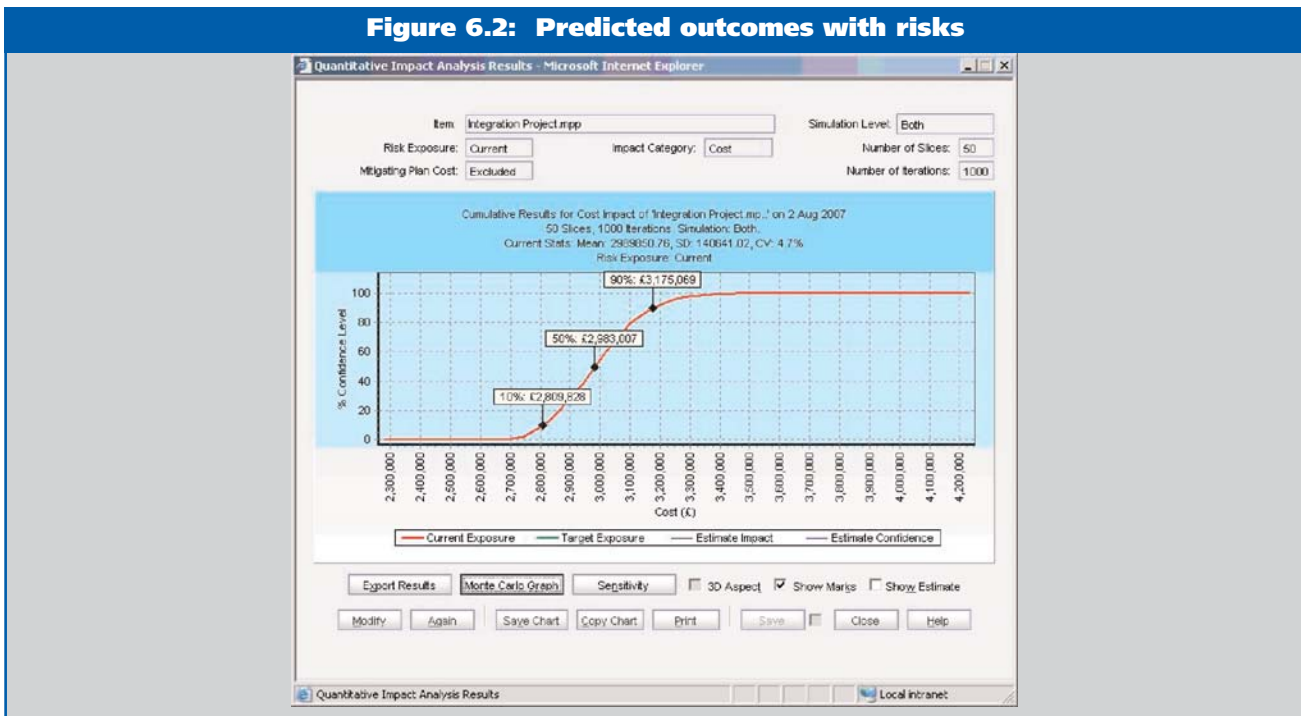 Figure 6.2: Predicted outcomes with risks
Quantitative Impact Analysis Results - Microsoft Internet Explorer
Item Integration Project.mpp Simulation Level: Both
Risk Exposure: Current Impact Category: Cost Number of Slices: 50
Mitigating Plan Cost: Excluded Number of Iterations: 1000
Cumulative Results for Cost Impact of 'Integration Project.mp..' on 2 Aug 2007
50 Slices, 1000 Iterations. Simulation: Both.
Current Stats: Mean: 2989850.76, SD: 140641.02, CV: 4.7%
Risk Exposure: Current
90%: £3,175,069
50%: £2,983,007
10%: £2,809,828
% Confidence Level
100
80
60
40
20
0
2,300,000
2,400,000
2,500,000
2,600,000
2,700,000
2,800,000
2,900,000
3,000,000
3,100,000
3,200,000
3,300,000
3,400,000
3,500,000
3,600,000
3,700,000
3,800,000
3,900,000
4,000,000
4,100,000
4,200,000
Cost (£)
Current Exposure Target Exposure Estimate Impact Estimate Confidence
Export Results Monte Carlo Graph Sensitivity 3D Aspect Show Marks Show Estimate
Modify Again Save Chart Copy Chart Print Save Close Help
Quantitative Impact Analysis Results Local intranet